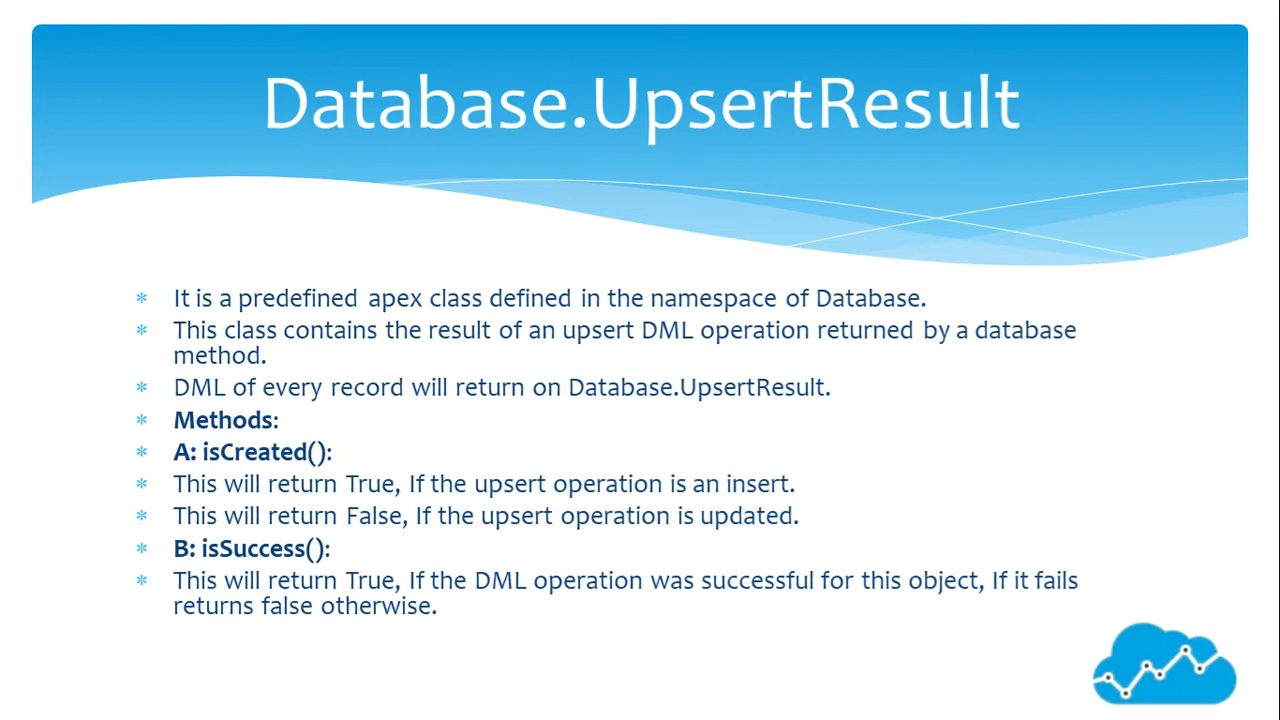 Database.UpsertResult
* It is a predefined apex class defined in the namespace of Database.
* This class contains the result of an upsert DML operation returned by a database
method.
* DML of every record will return on Database.UpsertResult.
* Methods:
* A: isCreated():
* This will return True, If the upsert operation is an insert.
* This will return False, If the upsert operation is updated.
* B: isSuccess():
* This will return True, If the DML operation was successful for this object, If it fails
returns false otherwise.